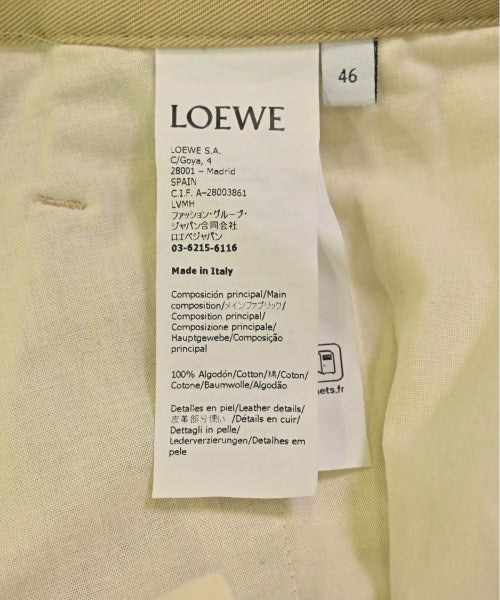 46
LOEWE
LOEWE S.A.
C/Goya, 4
28001 – Madrid
SPAIN
C.I.F. A-28003861
LVMH
ファッション・グループ・
ジャパン合同会社
ロエベジャパン
03-6215-6116
Made in Italy
Composición principal/Main
composition/メインファブリック/
Composition principal/
Composizione principale/
Hauptgewebe/Composição
principal
100% Algodón/Cotton/綿/Coton/
Cotone/Baumwolle/Algodão
Detalles en piel/Leather details/
皮革部分使い /Détails en cuir/
Dettagli in pelle/
Lederverzierungen/Detalhes em
pele
ets.fr